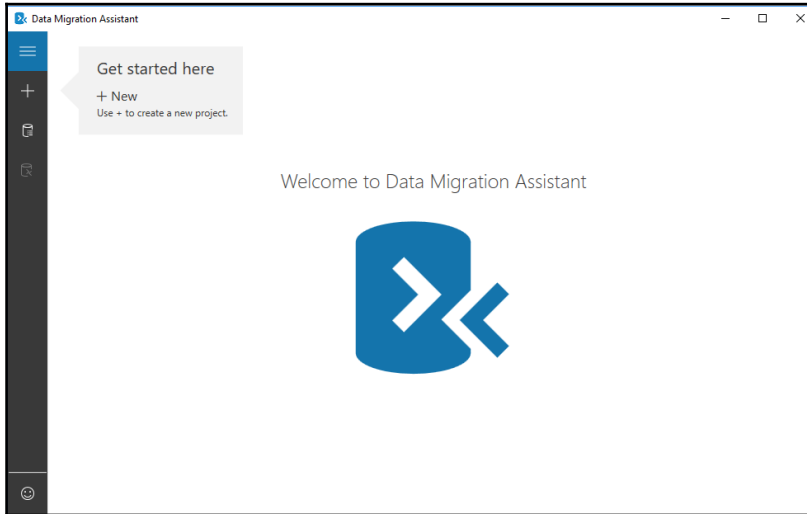 Data Migration Assistant
Get started here
+ New
Use + to create a new project.
Welcome to Data Migration Assistant